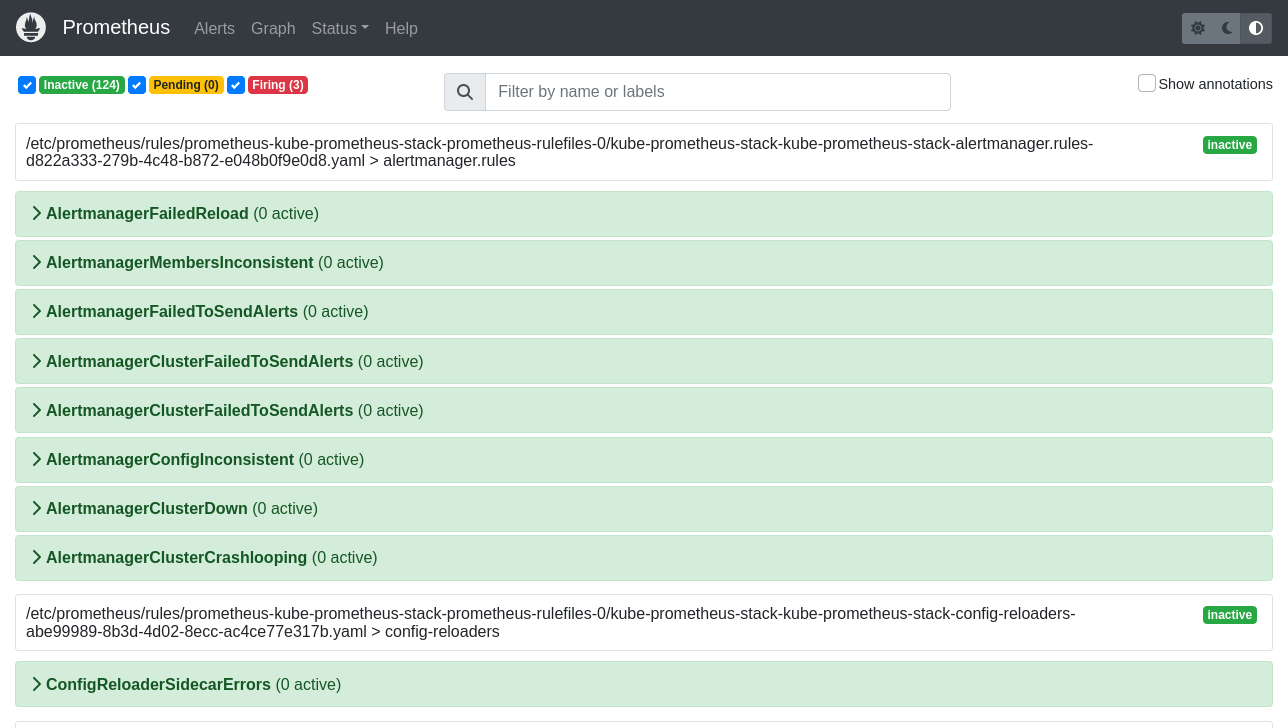 Prometheus Alerts Graph Status Help
Inactive (124) Pending (0) Firing (3) Filter by name or labels Show annotations
/etc/prometheus/rules/prometheus-kube-prometheus-stack-prometheus-rulefiles-0/kube-prometheus-stack-kube-prometheus-stack-alertmanager.rules- inactive
d822a333-279b-4c48-b872-e048b0f9e0d8.yaml > alertmanager.rules
AlertmanagerFailedReload (0 active)
AlertmanagerMembersInconsistent (0 active)
AlertmanagerFailedToSendAlerts (0 active)
AlertmanagerClusterFailedToSendAlerts (0 active)
AlertmanagerClusterFailedToSendAlerts (0 active)
AlertmanagerConfigInconsistent (0 active)
AlertmanagerClusterDown (0 active)
AlertmanagerClusterCrashlooping (0 active)
/etc/prometheus/rules/prometheus-kube-prometheus-stack-prometheus-rulefiles-0/kube-prometheus-stack-kube-prometheus-stack-config-reloaders- inactive
abe99989-8b3d-4d02-8ecc-ac4ce77e317b.yaml > config-reloaders
ConfigReloaderSidecarErrors (0 active)